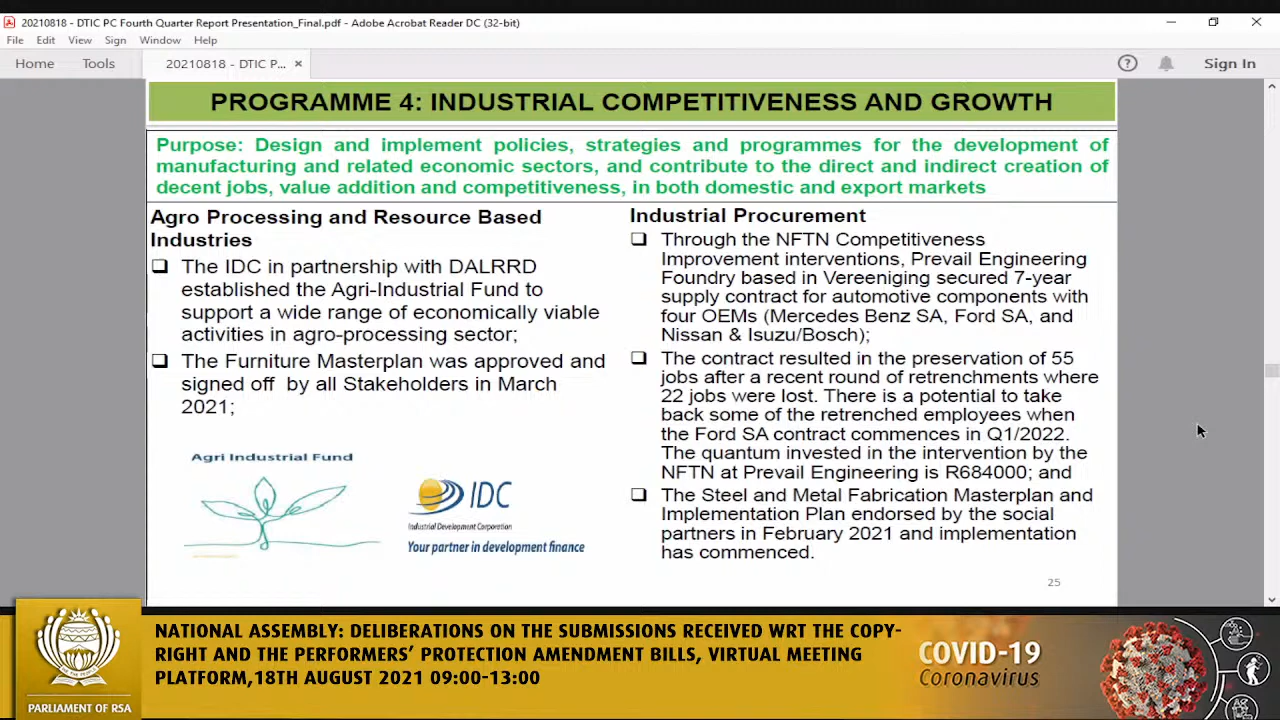 20210818 - DTIC PC Fourth Quarter Report Presentation_Final.pdf - Adobe Acrobat Reader DC (32-bit)
File Edit View Sign Window Help
Home Tools 20210818 - DTIC P... × ? Sign In
PROGRAMME 4: INDUSTRIAL COMPETITIVENESS AND GROWTH
Purpose: Design and implement policies, strategies and programmes for the development of
manufacturing and related economic sectors, and contribute to the direct and indirect creation of
decent jobs, value addition and competitiveness, in both domestic and export markets
Agro Processing and Resource Based
Industries
❑ The IDC in partnership with DALRRD
established the Agri-Industrial Fund to
support a wide range of economically viable
activities in agro-processing sector;
❑ The Furniture Masterplan was approved and
signed off by all Stakeholders in March
2021;
Agri Industrial Fund
IDC
Industrial Development Corporation
Your partner in development finance
Industrial Procurement
❑ Through the NFTN Competitiveness
Improvement interventions, Prevail Engineering
Foundry based in Vereeniging secured 7-year
supply contract for automotive components with
four OEMs (Mercedes Benz SA, Ford SA, and
Nissan & Isuzu/Bosch);
❑ The contract resulted in the preservation of 55
jobs after a recent round of retrenchments where
22 jobs were lost. There is a potential to take
back some of the retrenched employees when
the Ford SA contract commences in Q1/2022.
The quantum invested in the intervention by the
NFTN at Prevail Engineering is R684000; and
❑ The Steel and Metal Fabrication Masterplan and
Implementation Plan endorsed by the social
partners in February 2021 and implementation
has commenced.
25
PARLIAMENT OF RSA
NATIONAL ASSEMBLY: DELIBERATIONS ON THE SUBMISSIONS RECEIVED WRT THE COPY-
RIGHT AND THE PERFORMERS' PROTECTION AMENDMENT BILLS, VIRTUAL MEETING
PLATFORM,18TH AUGUST 2021 09:00-13:00
COVID-19
Coronavirus